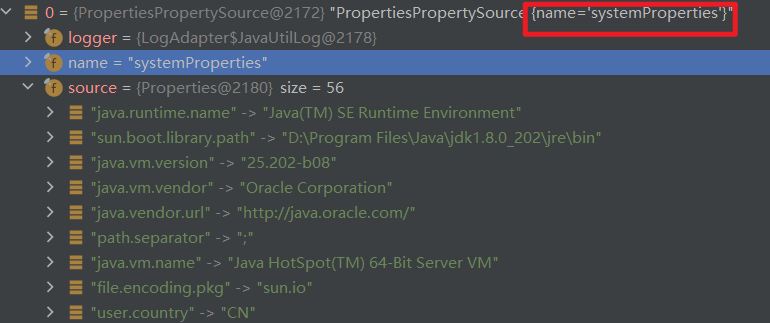 0 = {PropertiesPropertySource@2172} "PropertiesPropertySource {name='systemProperties'}"
logger = {LogAdapter$JavaUtilLog@2178}
name = "systemProperties"
source = {Properties@2180} size = 56
"java.runtime.name" -> "Java(TM) SE Runtime Environment"
"sun.boot.library.path" -> "D:\Program Files\Java\jdk1.8.0_202\jre\bin"
"java.vm.version" -> "25.202-b08"
"java.vm.vendor" -> "Oracle Corporation"
"java.vendor.url" -> "http://java.oracle.com/"
"path.separator" -> ";"
"java.vm.name" -> "Java HotSpot(TM) 64-Bit Server VM"
"file.encoding.pkg" -> "sun.io"
"user.country" -> "CN"